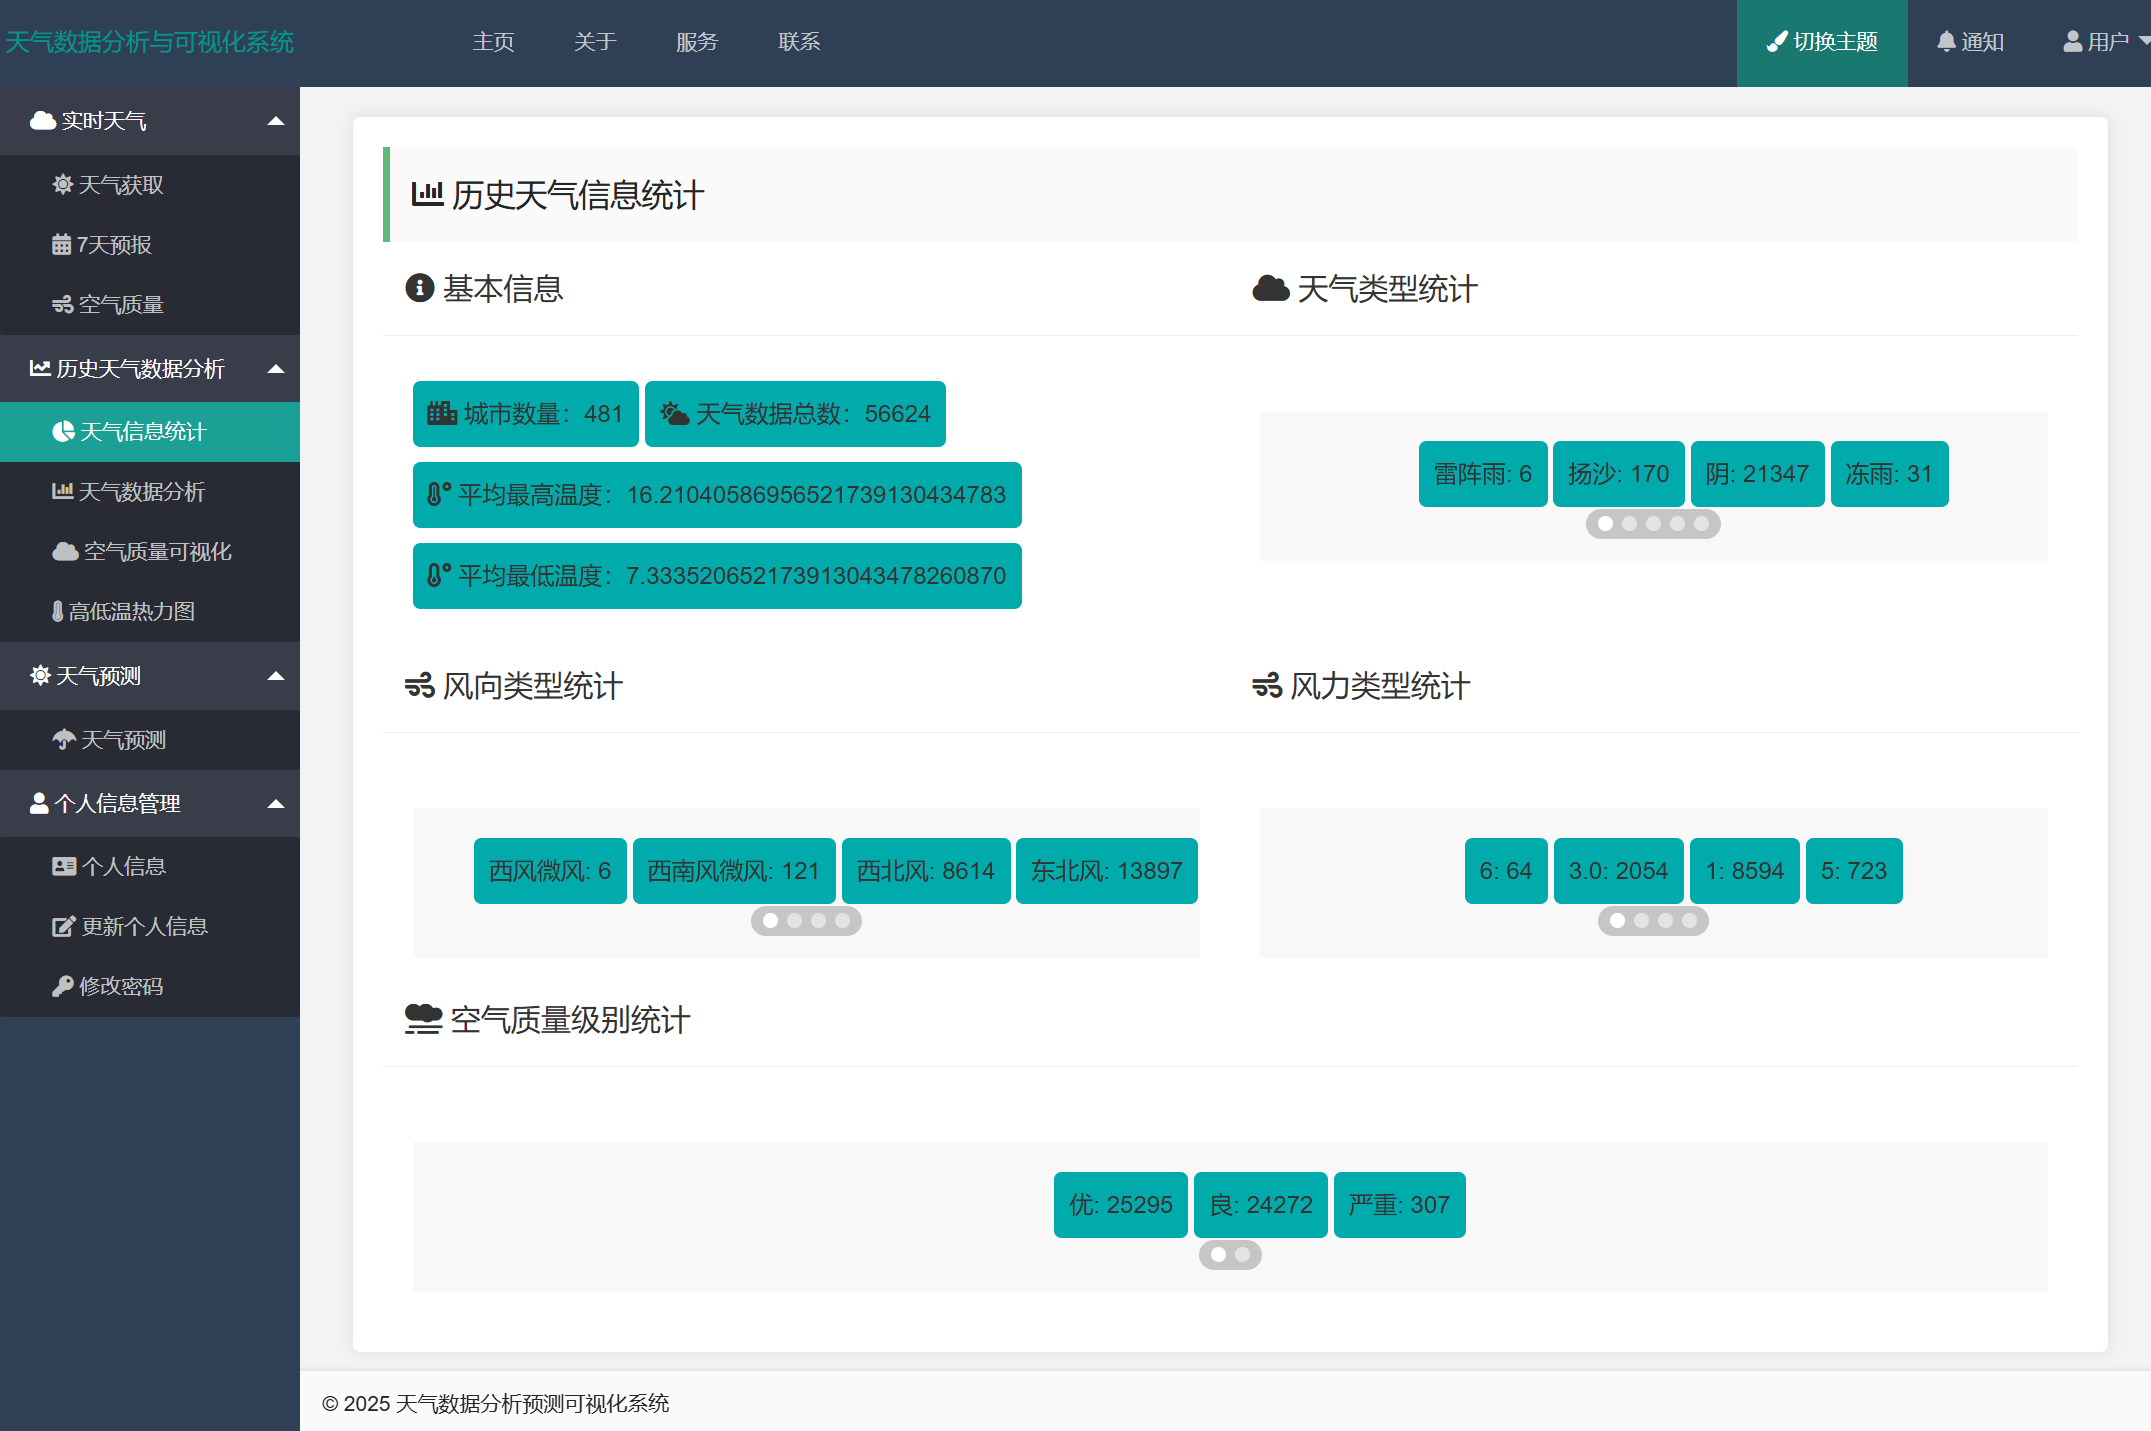 天气数据分析与可视化系统
主页
关于
服务
联系
切换主题
通知
用户
实时天气
天气获取
7天预报
空气质量
历史天气数据分析
天气信息统计
天气数据分析
空气质量可视化
高低温热力图
天气预测
天气预测
个人信息管理
个人信息
更新个人信息
修改密码
历史天气信息统计
基本信息
城市数量：481
天气数据总数：56624
平均最高温度：16.210405869565217391304347​83
平均最低温度：7.333520652173913043478260870
天气类型统计
雷阵雨: 6
扬沙: 170
阴: 21347
冻雨: 31
风向类型统计
西风微风: 6
西南风微风: 121
西北风: 8614
东北风: 13897
风力类型统计
6: 64
3.0: 2054
1: 8594
5: 723
空气质量级别统计
优: 25295
良: 24272
严重: 307
© 2025 天气数据分析预测可视化系统